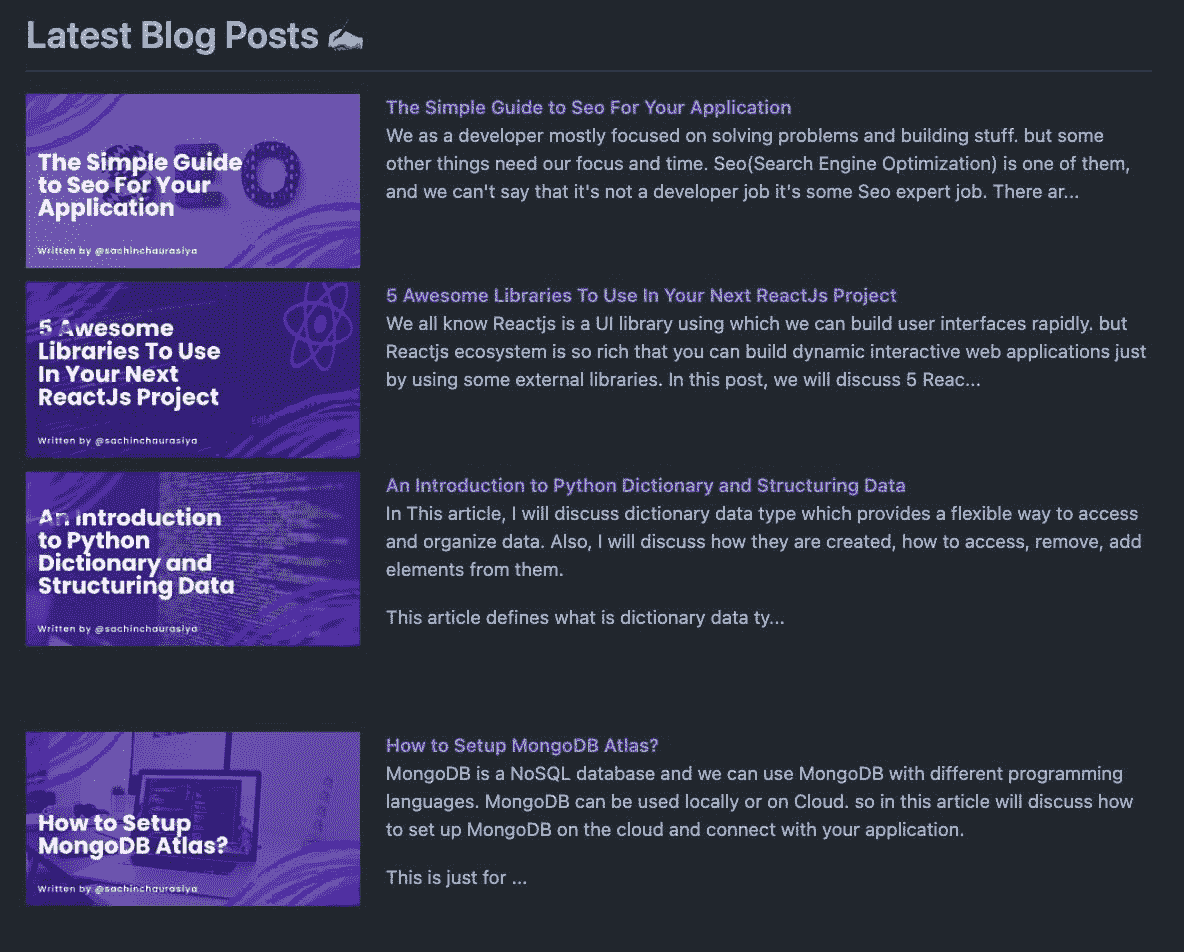 Latest Blog Posts ✍️
The Simple Guide
to Seo For Your
Application
SEO
Written by @sachinchaurasiya
The Simple Guide to Seo For Your Application
We as a developer mostly focused on solving problems and building stuff. but some
other things need our focus and time. Seo(Search Engine Optimization) is one of them,
and we can't say that it's not a developer job it's some Seo expert job. There ar...
5 Awesome
Libraries To Use
In Your Next
ReactJs Project
Written by @sachinchaurasiya
5 Awesome Libraries To Use In Your Next ReactJs Project
We all know Reactjs is a UI library using which we can build user interfaces rapidly. but
Reactjs ecosystem is so rich that you can build dynamic interactive web applications just
by using some external libraries. In this post, we will discuss 5 Reac...
An Introduction
to Python
Dictionary and
Structuring Data
Written by @sachinchaurasiya
An Introduction to Python Dictionary and Structuring Data
In This article, I will discuss dictionary data type which provides a flexible way to access
and organize data. Also, I will discuss how they are created, how to access, remove, add
elements from them.
This article defines what is dictionary data ty...
How to Setup
MongoDB Atlas?
Written by @sachinchaurasiya
How to Setup MongoDB Atlas?
MongoDB is a NoSQL database and we can use MongoDB with different programming
languages. MongoDB can be used locally or on Cloud. so in this article will discuss how
to set up MongoDB on the cloud and connect with your application.
This is just for ...